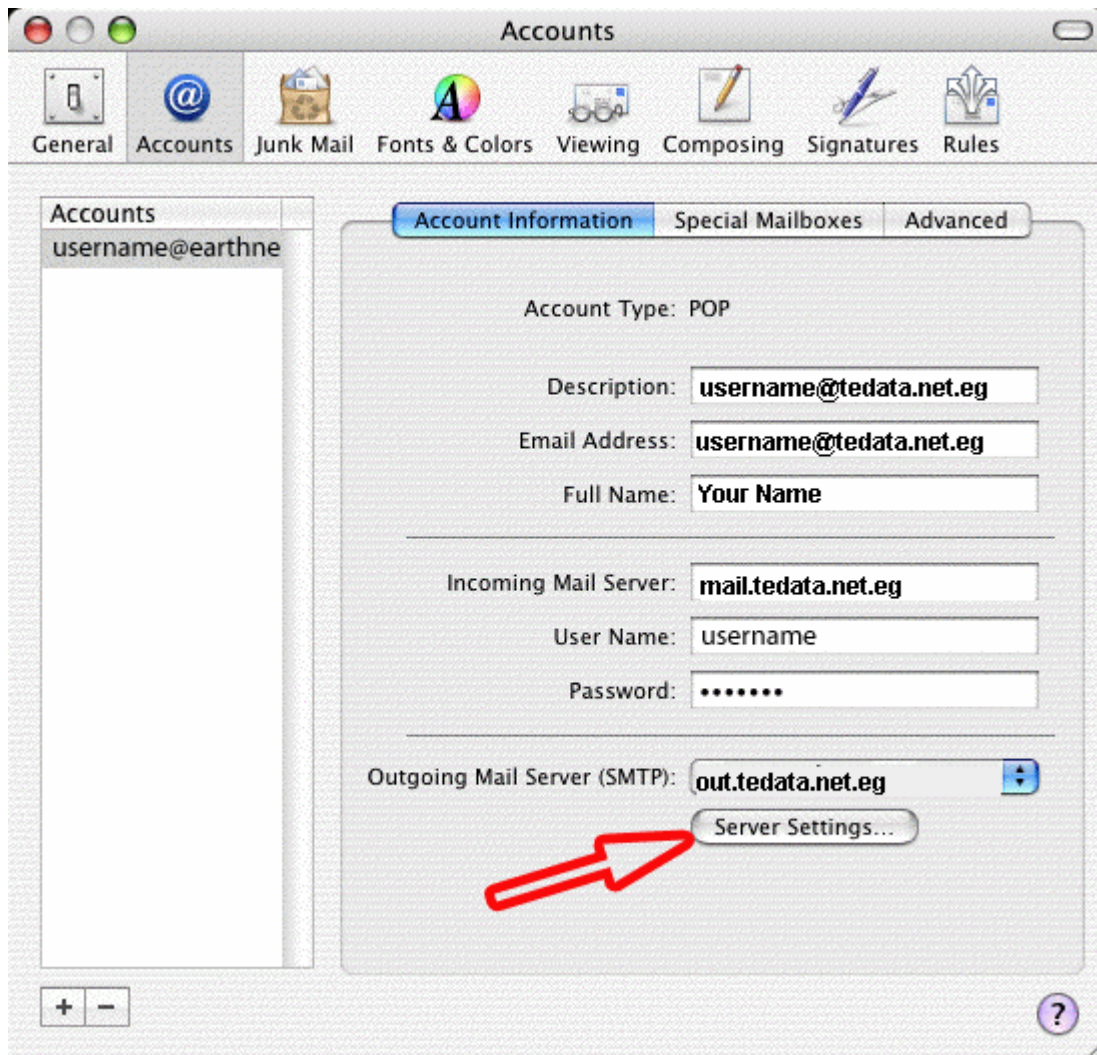 Accounts
General Accounts Junk Mail Fonts & Colors Viewing Composing Signatures Rules
Accounts
username@earthne
Account Information Special Mailboxes Advanced
Account Type: POP
Description: username@tedata.net.eg
Email Address: username@tedata.net.eg
Full Name: Your Name
Incoming Mail Server: mail.tedata.net.eg
User Name: username
Password: •••••••
Outgoing Mail Server (SMTP): out.tedata.net.eg
Server Settings...
+ −
?